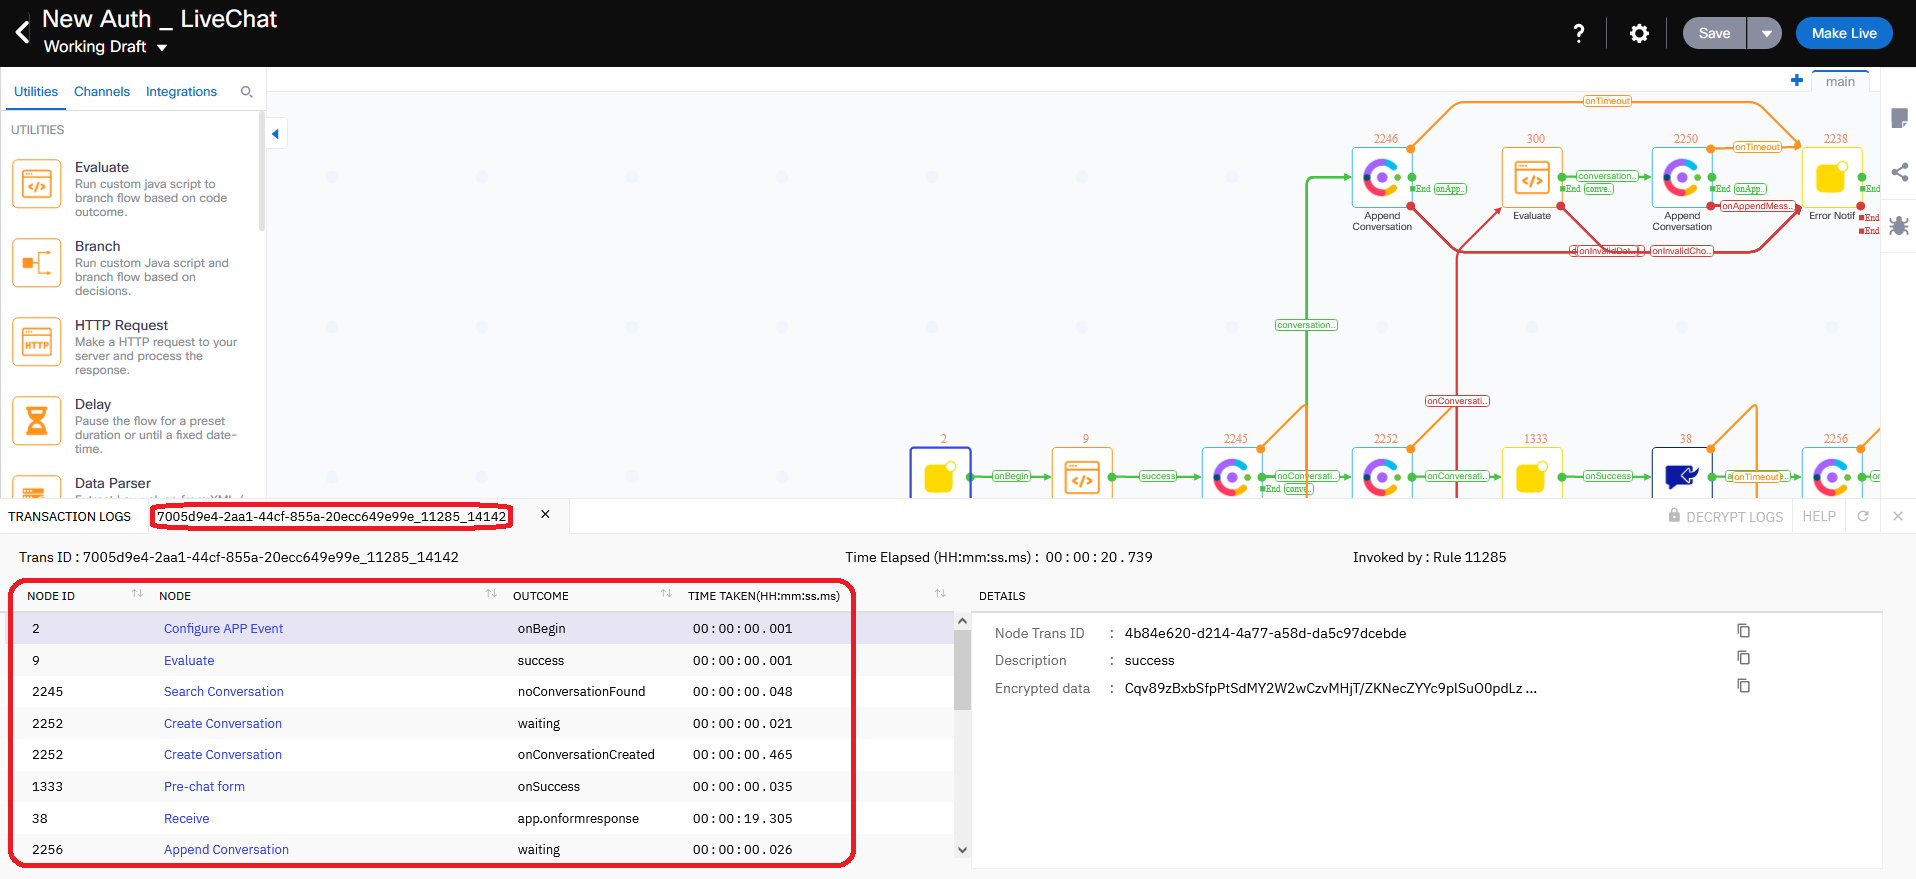 New Auth _ LiveChat
Working Draft
?
Save
Make Live
Utilities Channels Integrations
main
UTILITIES
Evaluate
Run custom java script to
branch flow based on code
outcome.
Branch
Run custom Java script and
branch flow based on
decisions.
HTTP
HTTP Request
Make a HTTP request to your
server and process the
response.
Delay
Pause the flow for a preset
duration or until a fixed date-
time.
Data Parser
onTimeout
2246
300
2250
2238
onTimeout
conversation..
End onApp..
End conve..
End onApp..
End
onAppendMess..
Append
Conversation
Evaluate
Append
Conversation
Error Notif
End
End
onInvalidDat..
onInvalidCho..
conversation..
onConversati..
2
9
2245
2252
1333
38
2256
onBegin
success
noConversati..
onConversati..
onSuccess
onTimeout
End conve..
TRANSACTION LOGS
7005d9e4-2aa1-44cf-855a-20ecc649e99e_11285_14142
DECRYPT LOGS
HELP
Trans ID : 7005d9e4-2aa1-44cf-855a-20ecc649e99e_11285_14142
Time Elapsed (HH:mm:ss.ms) : 00:00:20.739
Invoked by : Rule 11285
NODE ID NODE OUTCOME TIME TAKEN(HH:mm:ss.ms)
2 Configure APP Event onBegin 00:00:00.001
9 Evaluate success 00:00:00.001
2245 Search Conversation noConversationFound 00:00:00.048
2252 Create Conversation waiting 00:00:00.021
2252 Create Conversation onConversationCreated 00:00:00.465
1333 Pre-chat form onSuccess 00:00:00.035
38 Receive app.onformresponse 00:00:19.305
2256 Append Conversation waiting 00:00:00.026
DETAILS
Node Trans ID : 4b84e620-d214-4a77-a58d-da5c97dcebde
Description : success
Encrypted data : Cqv89zBxbSfpPtSdMY2W2wCzvMHjT/ZKNecZYYc9plSuO0pdLz ...